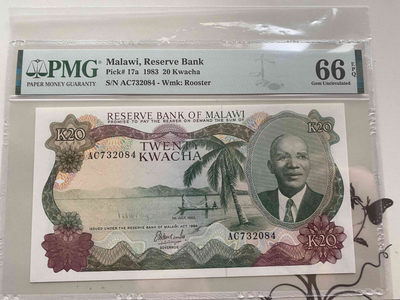 PMG
PAPER MONEY GUARANTY
Malawi, Reserve Bank
Pick# 17a 1983 20 Kwacha
S/N AC732084 - Wmk: Rooster
66 EPQ
Gem Uncirculated
RESERVE BANK OF MALAWI
PROMISE TO PAY THE BEARER ON DEMAND THE SUM OF
K20
TWENTY
KWACHA
AC732084
AC732084
ISSUED UNDER THE RESERVE BANK OF MALAWI ACT
GOVERNOR
K20
K20